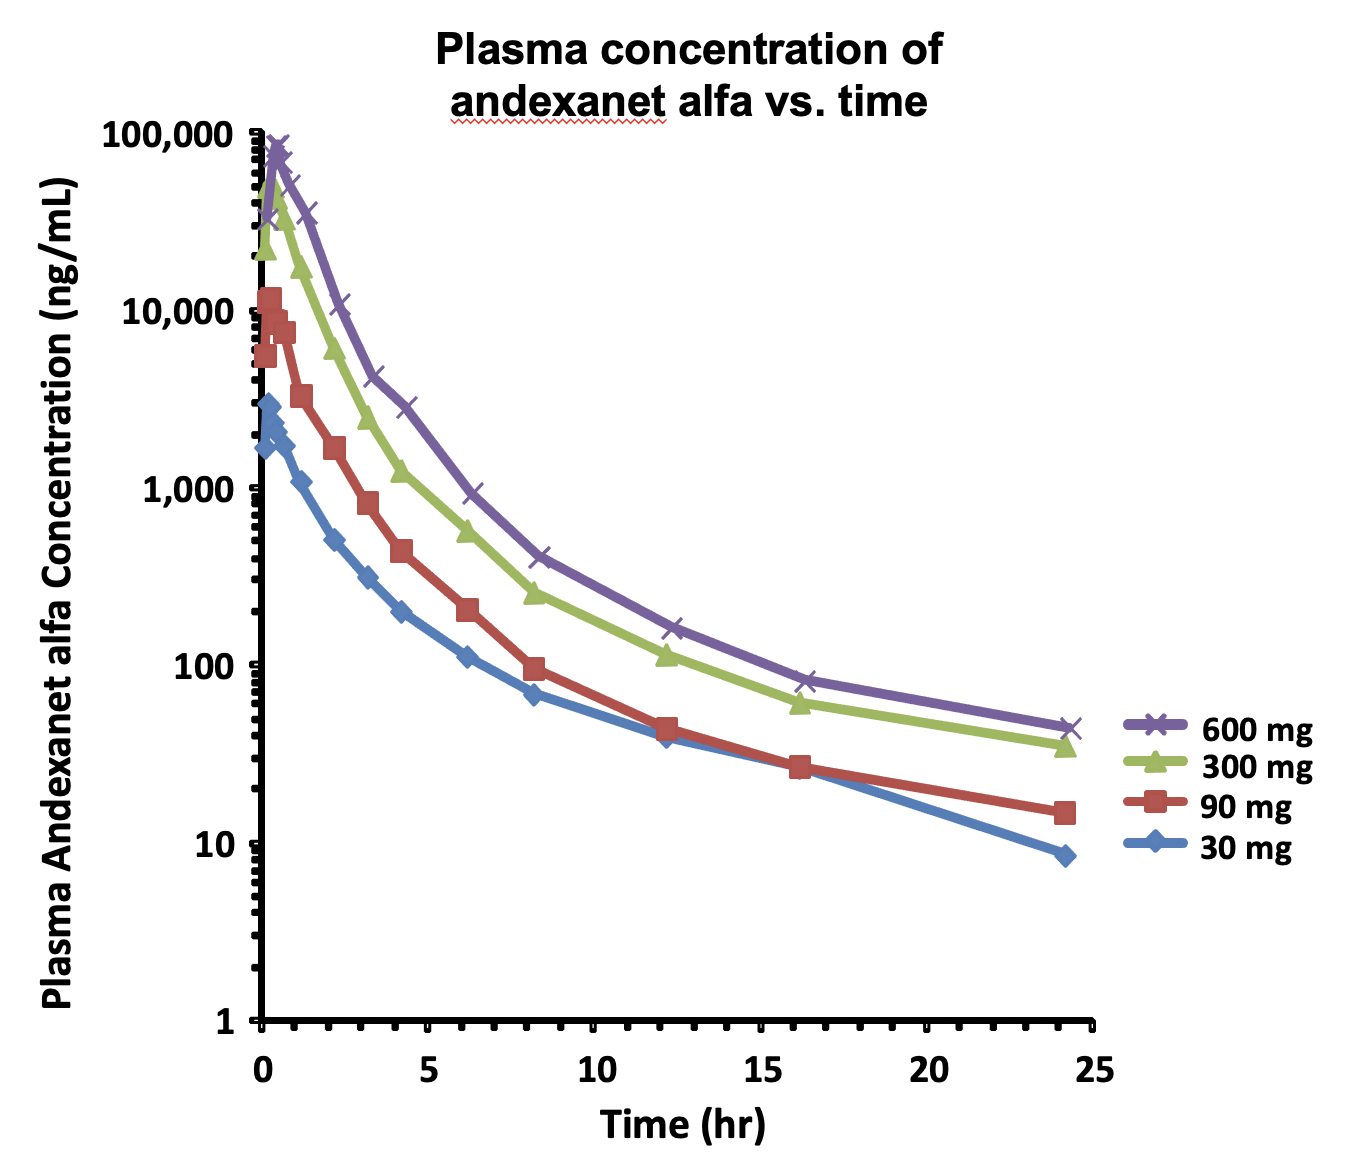 Plasma concentration of
andexanet alfa vs. time
Plasma Andexanet alfa Concentration (ng/mL)
100,000
10,000
1,000
100
10
1
0 5 10 15 20 25
Time (hr)
600 mg
300 mg
90 mg
30 mg